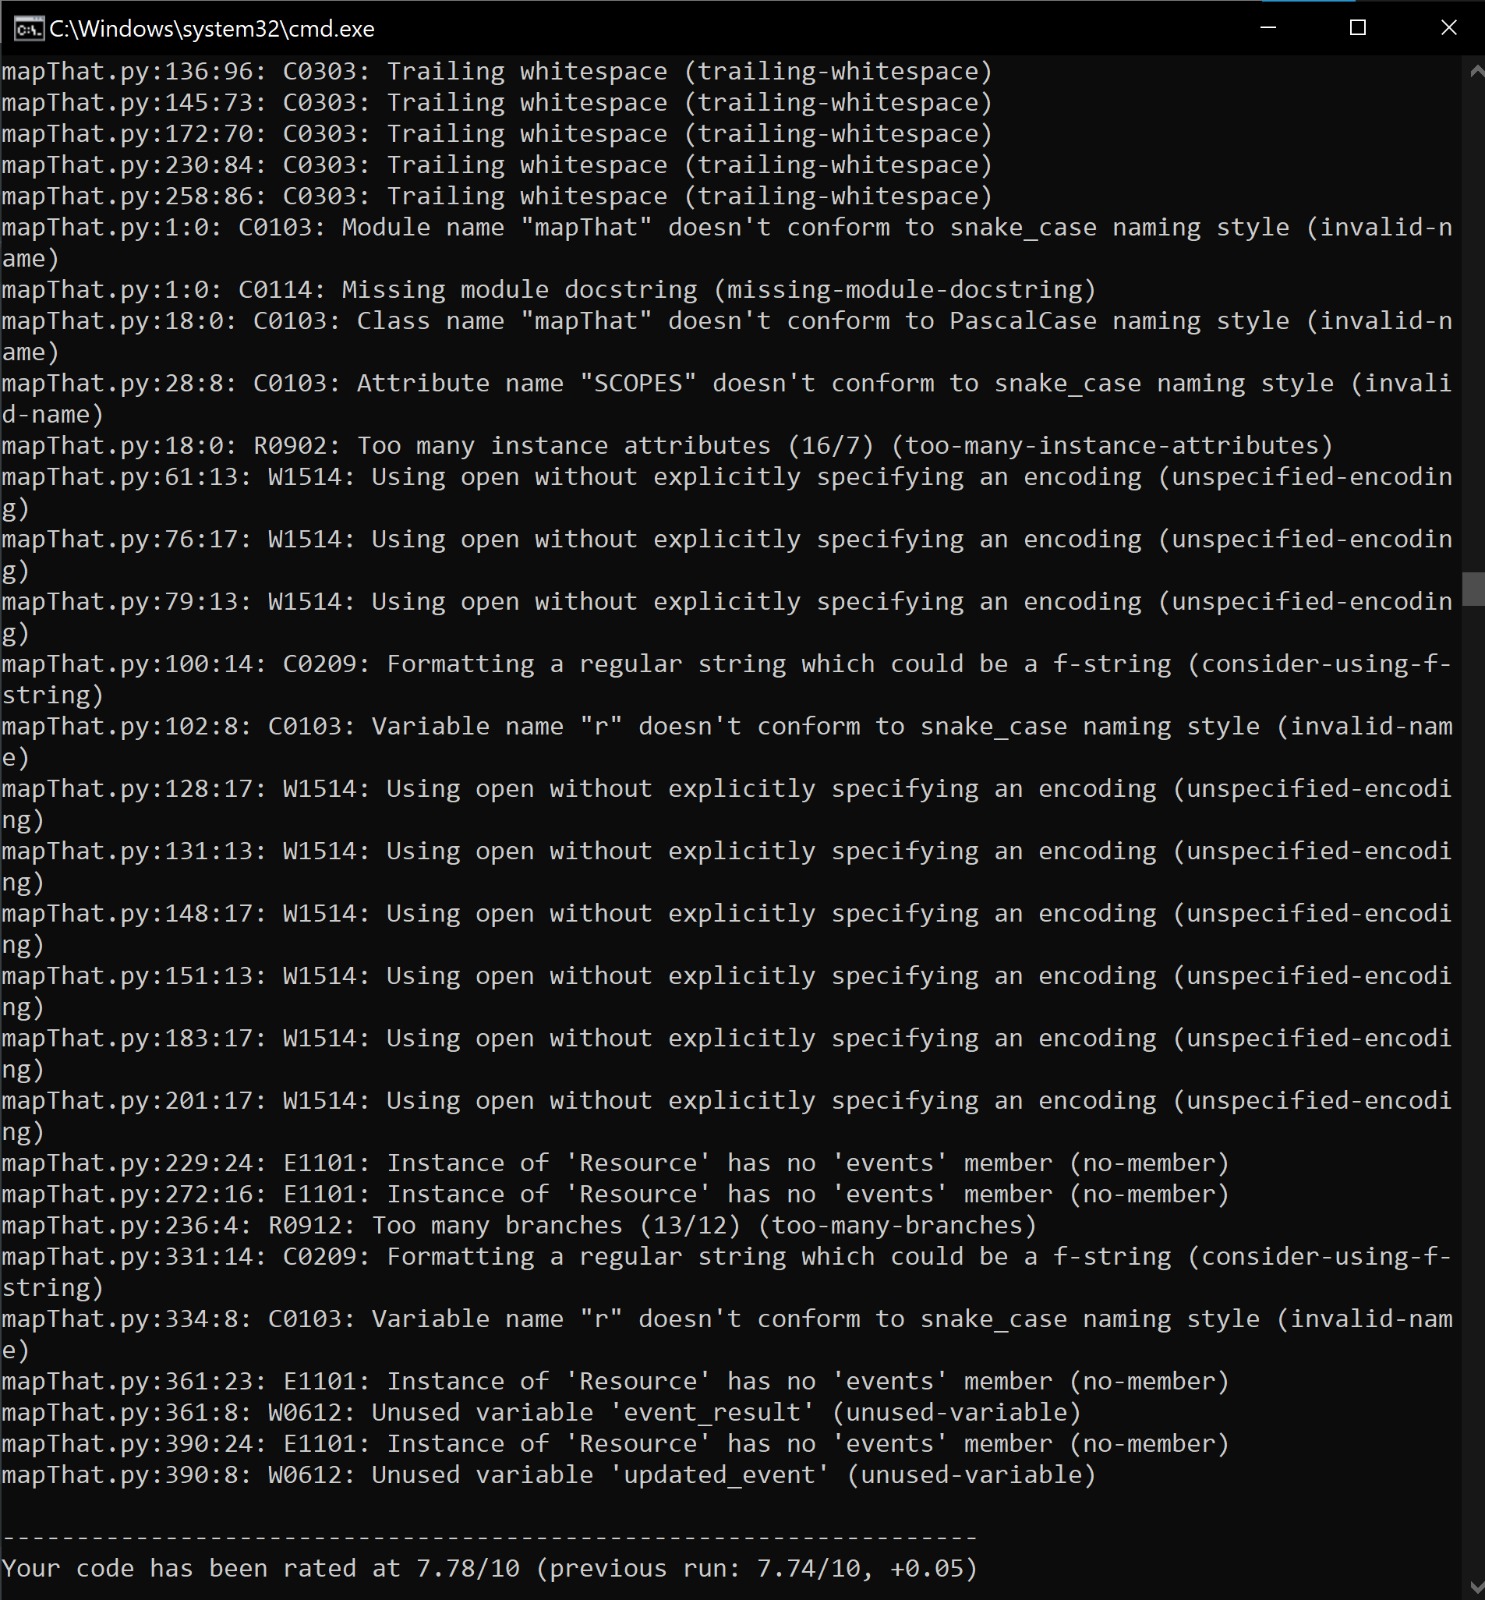 C:\Windows\system32\cmd.exe
mapThat.py:136:96: C0303: Trailing whitespace (trailing-whitespace)
mapThat.py:145:73: C0303: Trailing whitespace (trailing-whitespace)
mapThat.py:172:70: C0303: Trailing whitespace (trailing-whitespace)
mapThat.py:230:84: C0303: Trailing whitespace (trailing-whitespace)
mapThat.py:258:86: C0303: Trailing whitespace (trailing-whitespace)
mapThat.py:1:0: C0103: Module name "mapThat" doesn't conform to snake_case naming style (invalid-n
ame)
mapThat.py:1:0: C0114: Missing module docstring (missing-module-docstring)
mapThat.py:18:0: C0103: Class name "mapThat" doesn't conform to PascalCase naming style (invalid-n
ame)
mapThat.py:28:8: C0103: Attribute name "SCOPES" doesn't conform to snake_case naming style (invali
d-name)
mapThat.py:18:0: R0902: Too many instance attributes (16/7) (too-many-instance-attributes)
mapThat.py:61:13: W1514: Using open without explicitly specifying an encoding (unspecified-encodin
g)
mapThat.py:76:17: W1514: Using open without explicitly specifying an encoding (unspecified-encodin
g)
mapThat.py:79:13: W1514: Using open without explicitly specifying an encoding (unspecified-encodin
g)
mapThat.py:100:14: C0209: Formatting a regular string which could be a f-string (consider-using-f-
string)
mapThat.py:102:8: C0103: Variable name "r" doesn't conform to snake_case naming style (invalid-nam
e)
mapThat.py:128:17: W1514: Using open without explicitly specifying an encoding (unspecified-encodi
ng)
mapThat.py:131:13: W1514: Using open without explicitly specifying an encoding (unspecified-encodi
ng)
mapThat.py:148:17: W1514: Using open without explicitly specifying an encoding (unspecified-encodi
ng)
mapThat.py:151:13: W1514: Using open without explicitly specifying an encoding (unspecified-encodi
ng)
mapThat.py:183:17: W1514: Using open without explicitly specifying an encoding (unspecified-encodi
ng)
mapThat.py:201:17: W1514: Using open without explicitly specifying an encoding (unspecified-encodi
ng)
mapThat.py:229:24: E1101: Instance of 'Resource' has no 'events' member (no-member)
mapThat.py:272:16: E1101: Instance of 'Resource' has no 'events' member (no-member)
mapThat.py:236:4: R0912: Too many branches (13/12) (too-many-branches)
mapThat.py:331:14: C0209: Formatting a regular string which could be a f-string (consider-using-f-
string)
mapThat.py:334:8: C0103: Variable name "r" doesn't conform to snake_case naming style (invalid-nam
e)
mapThat.py:361:23: E1101: Instance of 'Resource' has no 'events' member (no-member)
mapThat.py:361:8: W0612: Unused variable 'event_result' (unused-variable)
mapThat.py:390:24: E1101: Instance of 'Resource' has no 'events' member (no-member)
mapThat.py:390:8: W0612: Unused variable 'updated_event' (unused-variable)
------------------------------------------------------------------
Your code has been rated at 7.78/10 (previous run: 7.74/10, +0.05)